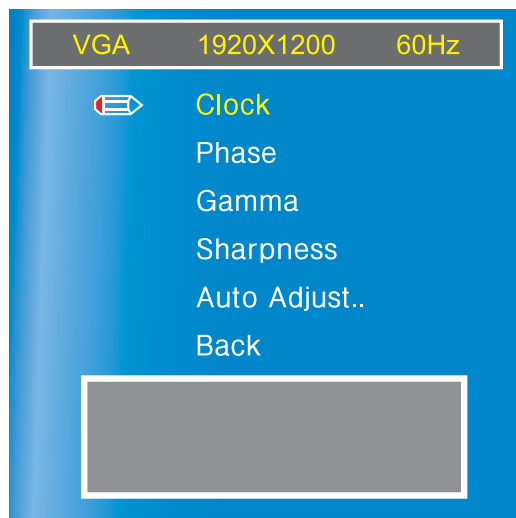 VGA 1920X1200 60Hz
Clock
Phase
Gamma
Sharpness
Auto Adjust..
Back